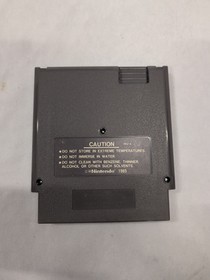 CAUTION
●DO NOT STORE IN EXTREME TEMPERATURES
●DO NOT IMMERSE IN WATER
●DO NOT CLEAN WITH BENZENE, THINNER
ALCOHOL OR OTHER SUCH SOLVENTS
©Nintendo 1985